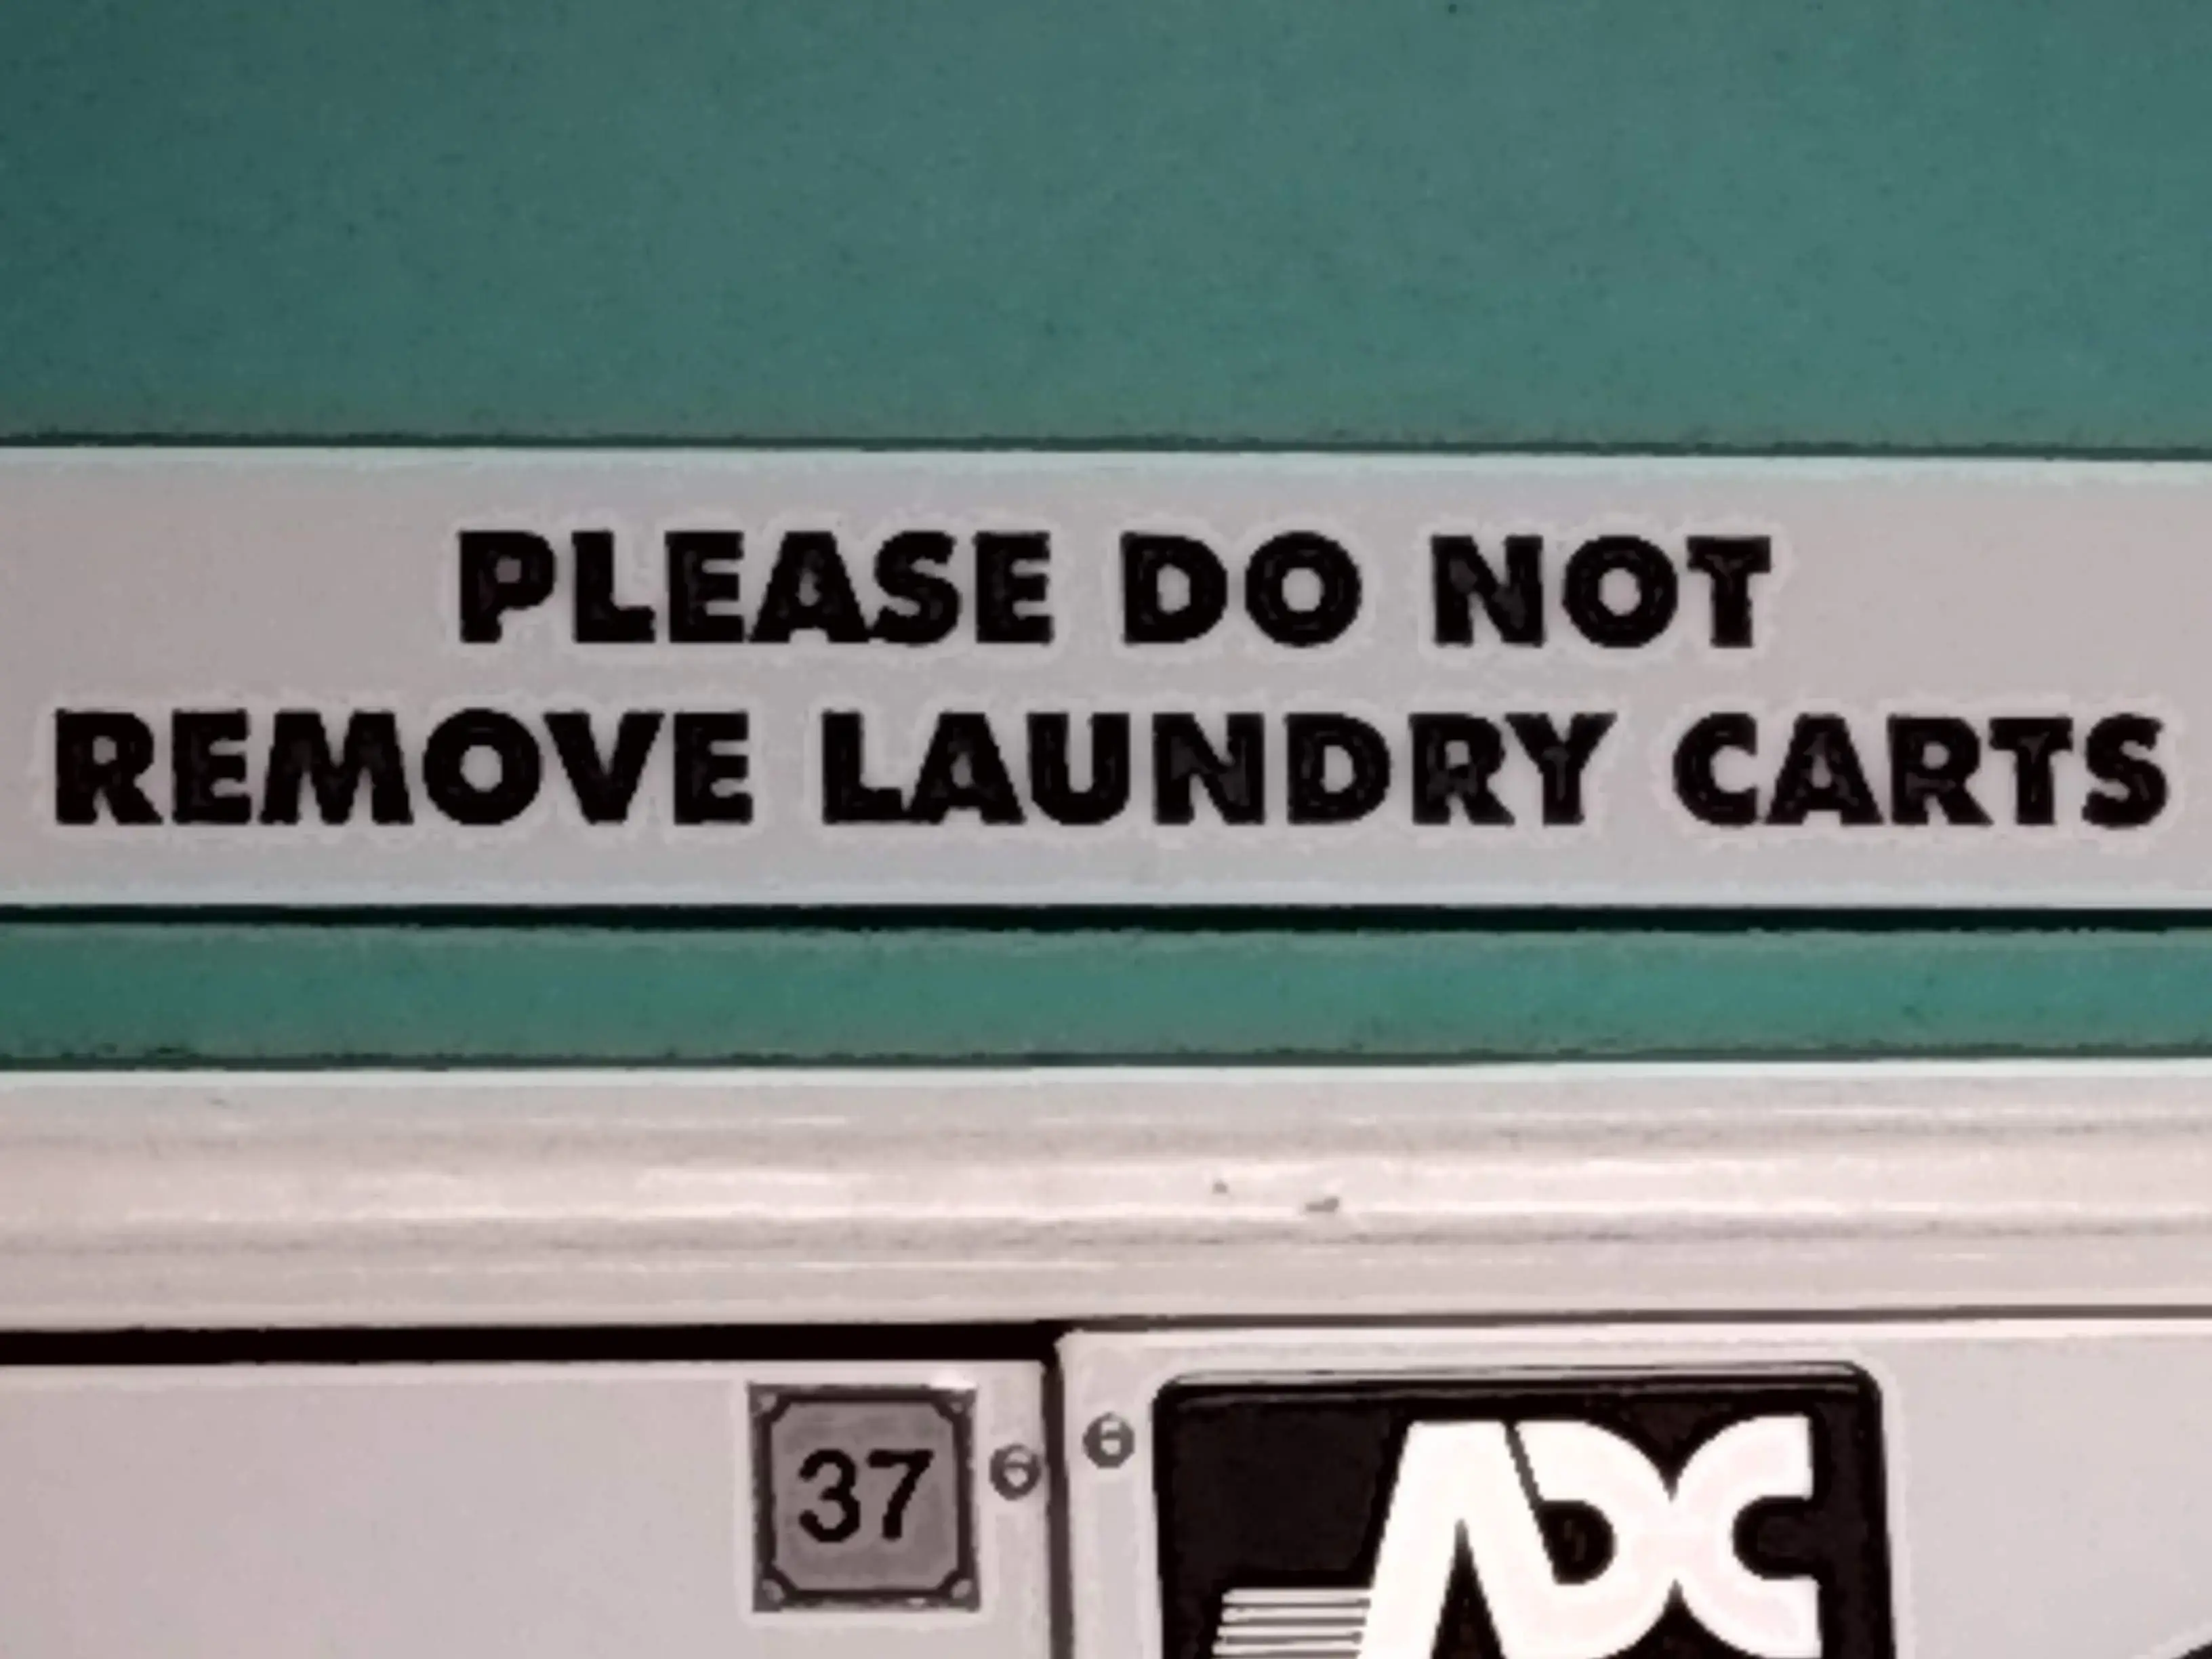 PLEASE DO NOT
REMOVE LAUNDRY CARTS
37
ADC